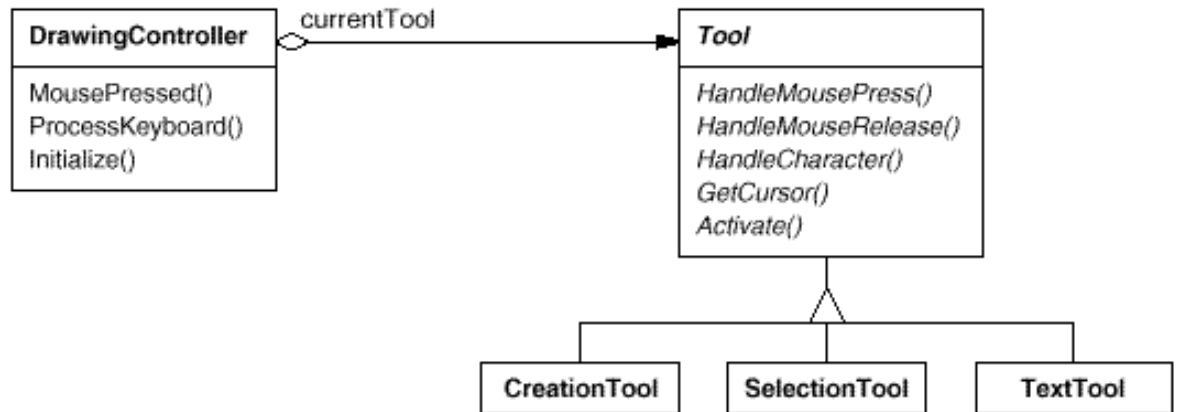 DrawingController
MousePressed()
ProcessKeyboard()
Initialize()
currentTool
Tool
HandleMousePress()
HandleMouseRelease()
HandleCharacter()
GetCursor()
Activate()
CreationTool
SelectionTool
TextTool